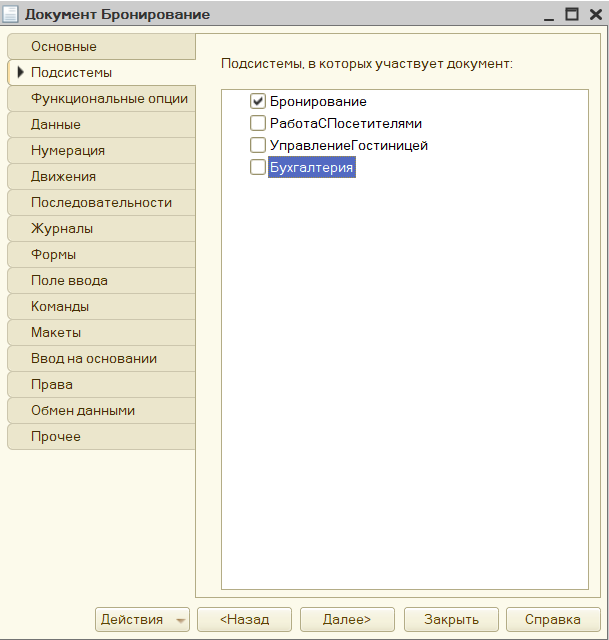 Документ Бронирование
Основные
Подсистемы
Функциональные опции
Данные
Нумерация
Движения
Последовательности
Журналы
Формы
Поле ввода
Команды
Макеты
Ввод на основании
Права
Обмен данными
Прочее
Подсистемы, в которых участвует документ:
Бронирование
РаботаСПосетителями
УправлениеГостиницей
Бухгалтерия
Действия
<Назад
Далее>
Закрыть
Справка